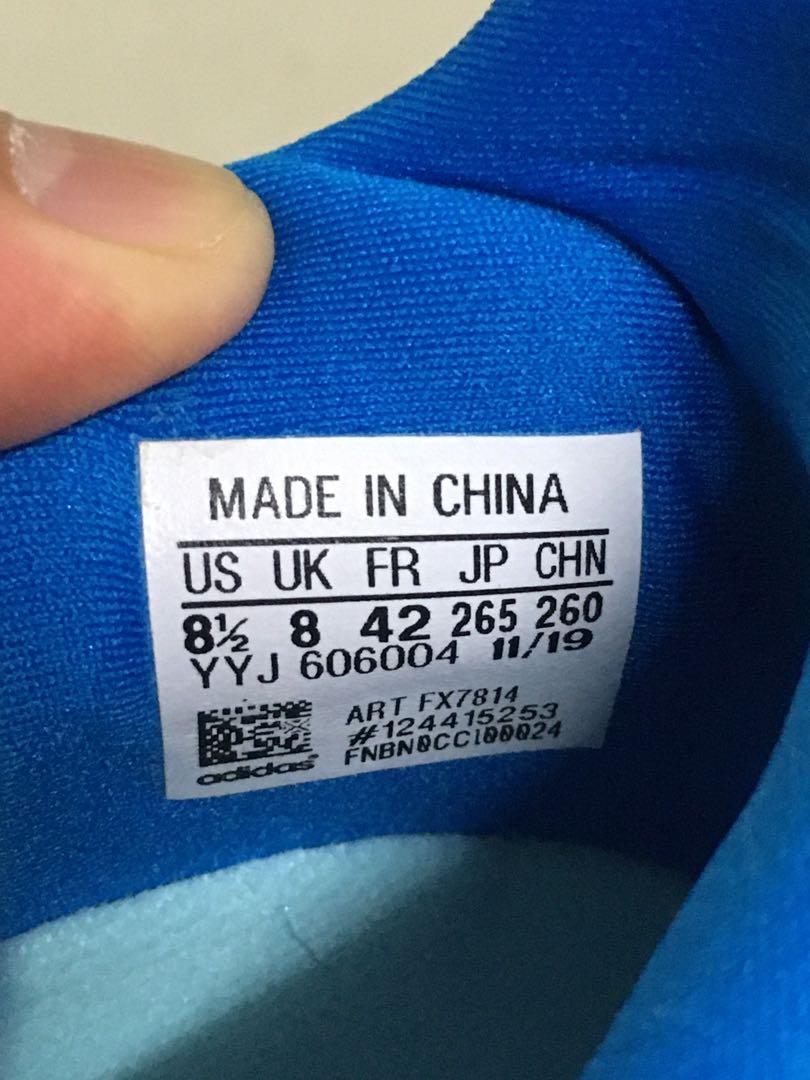 MADE IN CHINA
US UK FR JP CHN
8½ 8 42 265 260
YYJ 606004 11/19
ART FX7814
#124415253
FNBN0CCI00024
adidas